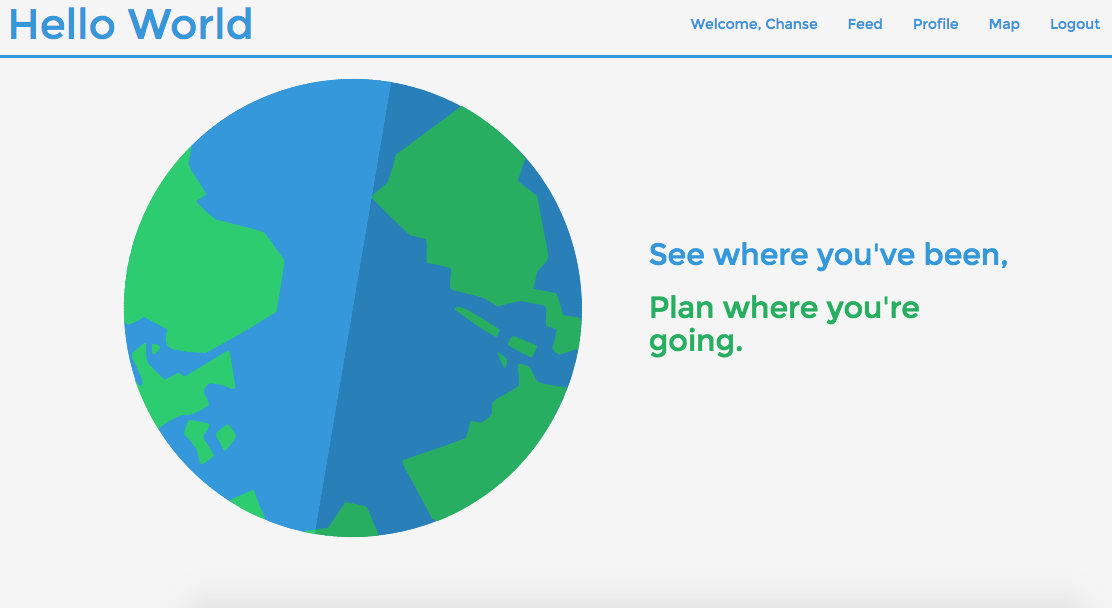 Hello World
Welcome, Chanse Feed Profile Map Logout
See where you've been,
Plan where you're
going.